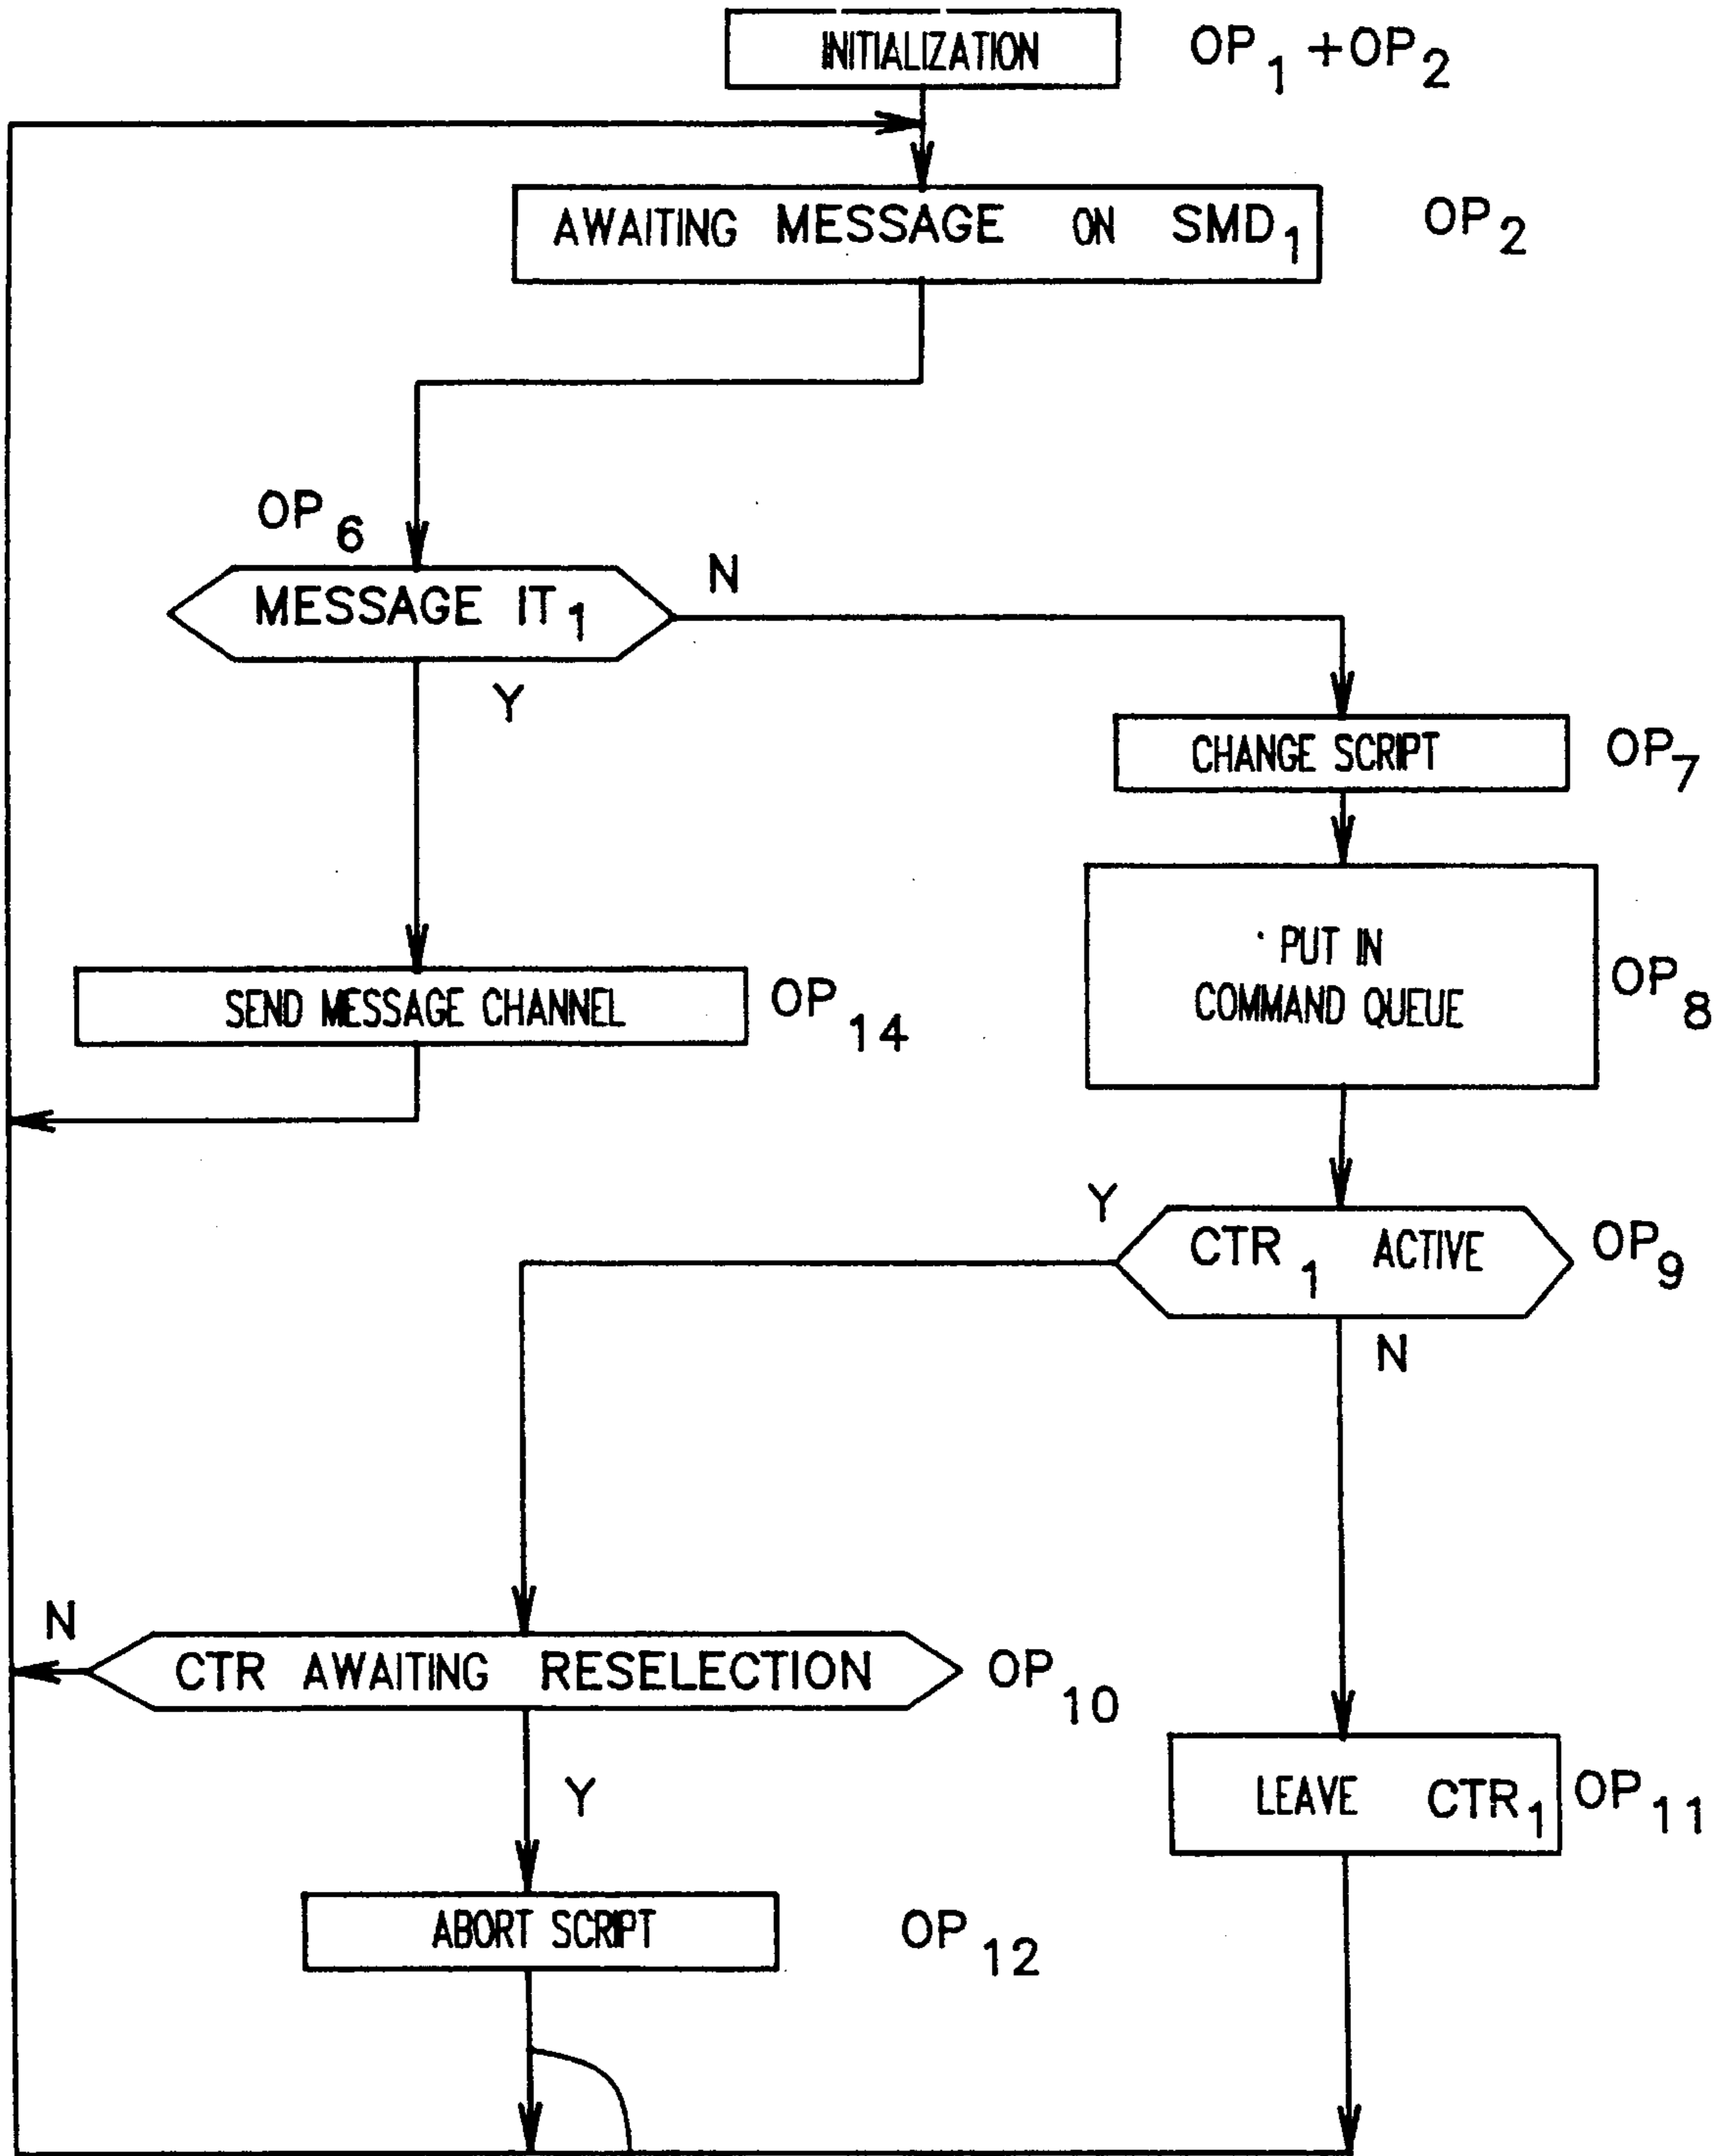 INITIALIZATION OP1 + OP2
AWAITING MESSAGE ON SMD1 OP2
OP6
MESSAGE IT1 N
Y
CHANGE SCRIPT OP7
PUT IN
COMMAND QUEUE OP8
SEND MESSAGE CHANNEL OP14
Y
CTR1 ACTIVE OP9
N
N
CTR AWAITING RESELECTION OP10
Y
LEAVE CTR1 OP11
ABORT SCRIPT OP12